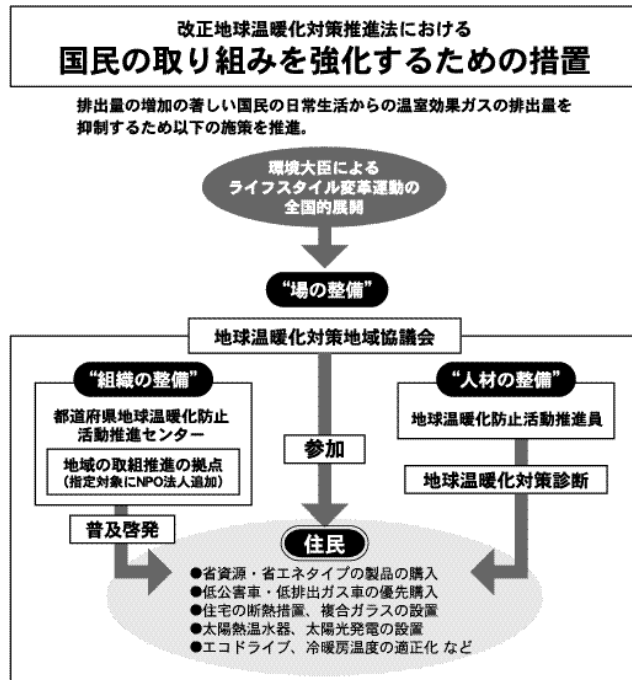 改正地球温暖化対策推進法における
国民の取り組みを強化するための措置
排出量の増加の著しい国民の日常生活からの温室効果ガスの排出量を
抑制するため以下の施策を推進。
環境大臣による
ライフスタイル変革運動の
全国的展開
“場の整備”
地球温暖化対策地域協議会
“組織の整備”
都道府県地球温暖化防止
活動推進センター
地域の取組推進の拠点
(指定対象にNPO法人追加)
普及啓発
参加
“人材の整備”
地球温暖化防止活動推進員
地球温暖化対策診断
住民
●省資源・省エネタイプの製品の購入
●低公害車・低排出ガス車の優先購入
●住宅の断熱措置、複合ガラスの設置
●太陽熱温水器、太陽光発電の設置
●エコドライブ、冷暖房温度の適正化 など